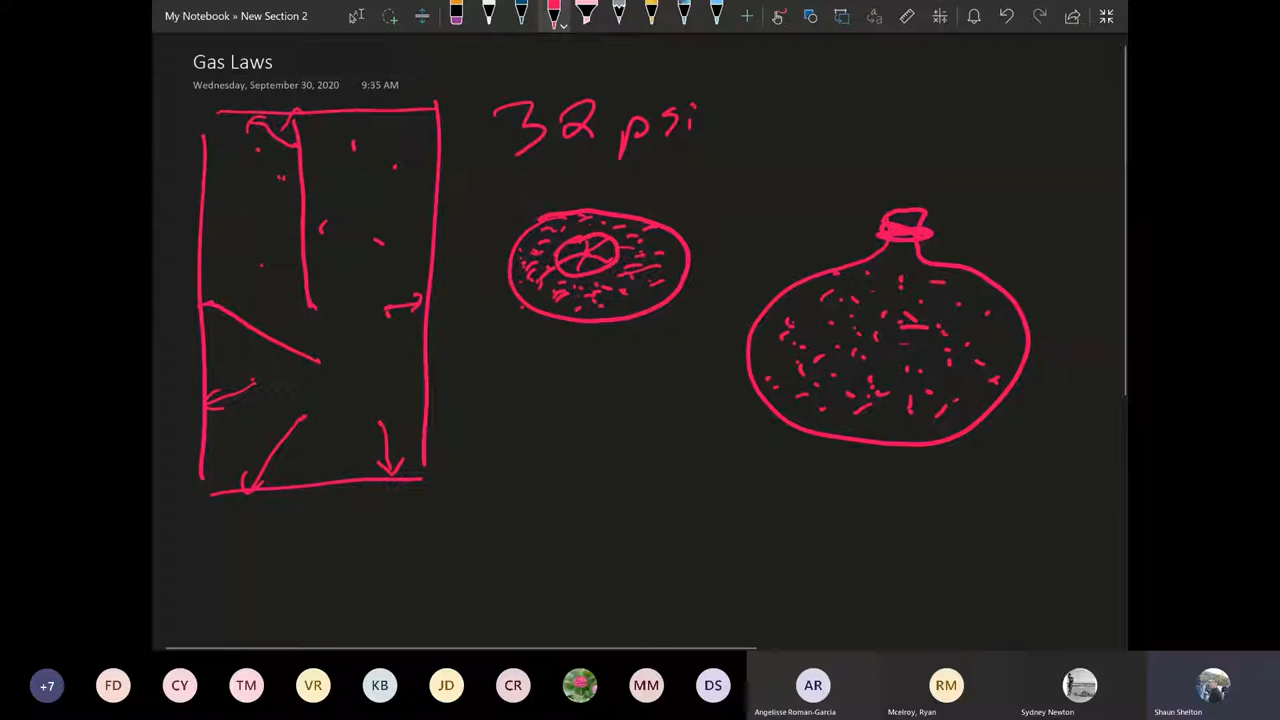 My Notebook » New Section 2
Gas Laws
Wednesday, September 30, 2020 9:35 AM
32 psi
+7 FD CY TM VR KB JD CR MM DS AR RM
Angelisse Roman-Garcia Mcelroy, Ryan Sydney Newton Shaun Shelton